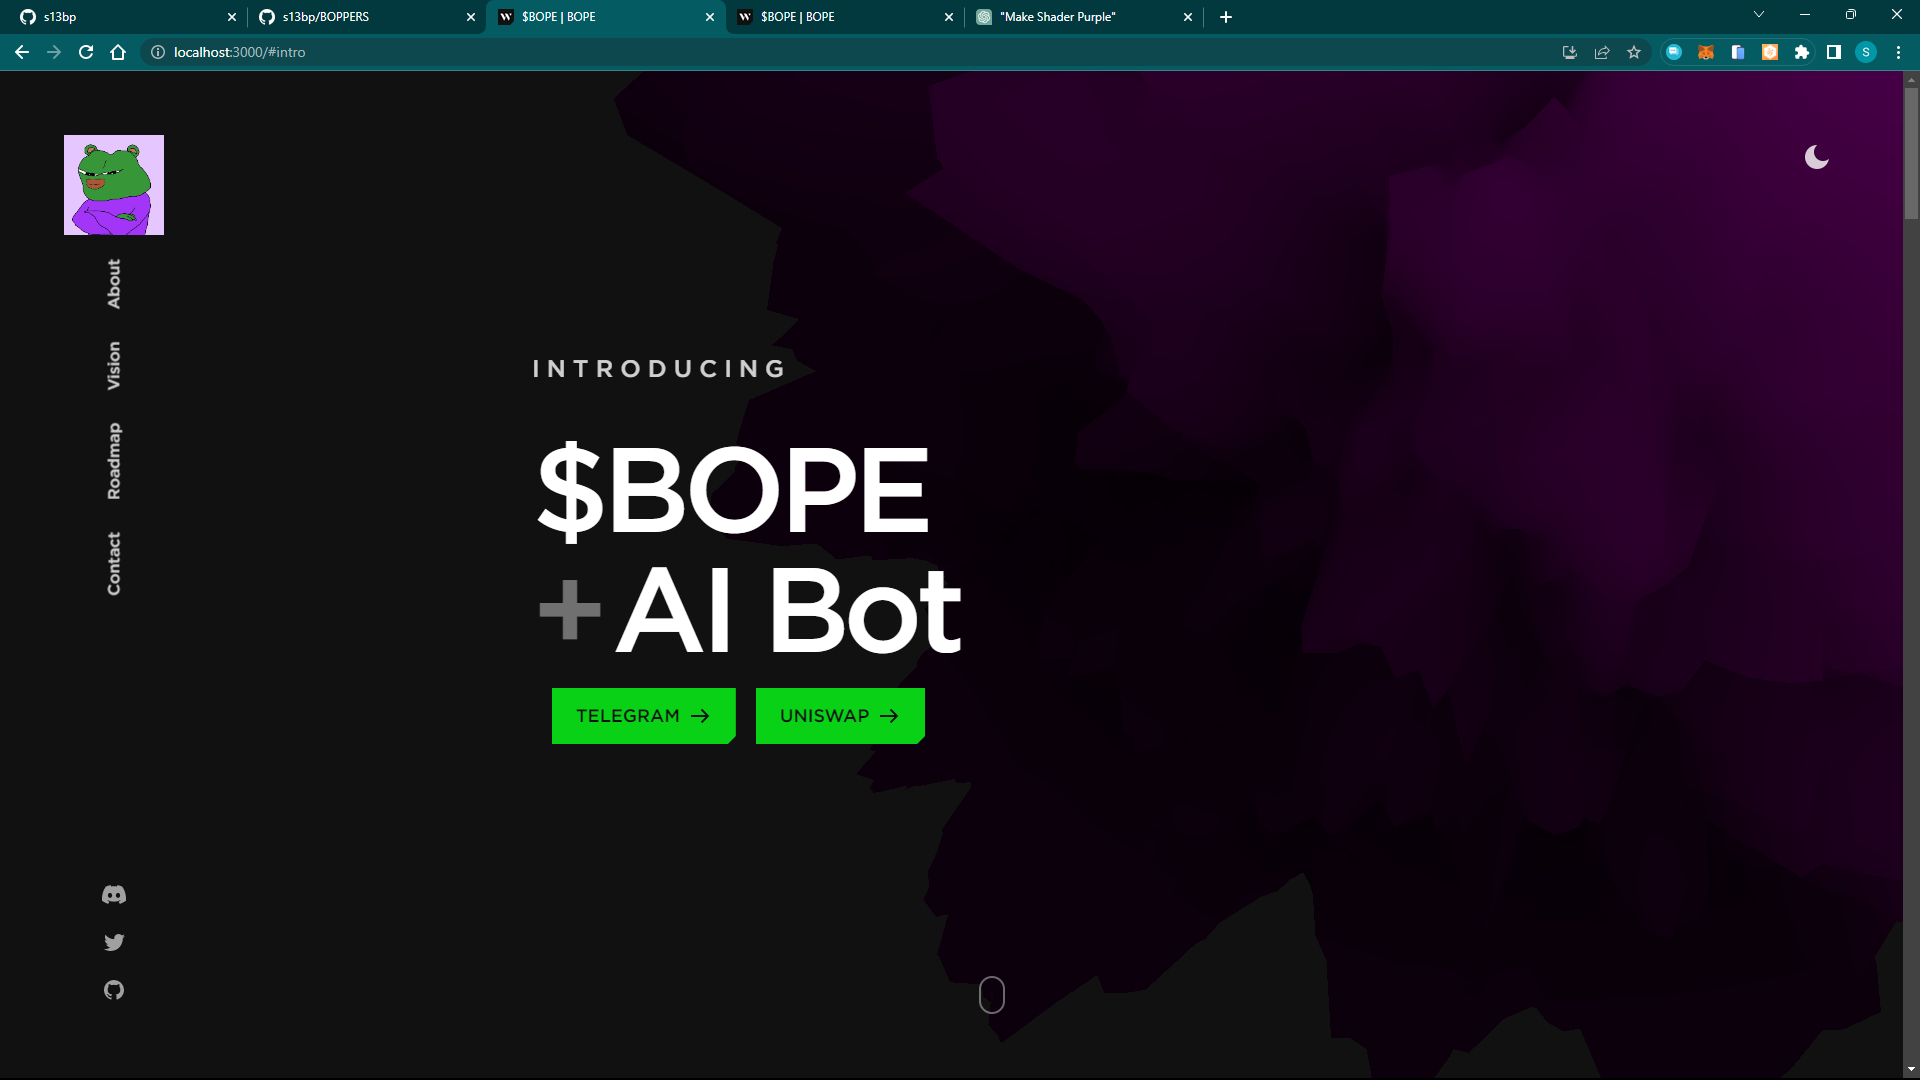 s13bp
s13bp/BOPPERS
$BOPE | BOPE
$BOPE | BOPE
"Make Shader Purple"
localhost:3000/#intro
S
About
Vision
Roadmap
Contact
INTRODUCING
$BOPE
+ AI Bot
TELEGRAM →
UNISWAP →